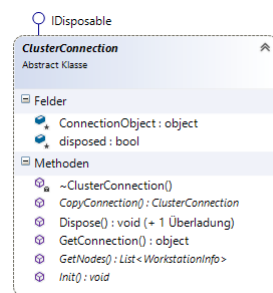 IDisposable
ClusterConnection
Abstract Klasse
Felder
ConnectionObject : object
disposed : bool
Methoden
~ClusterConnection()
CopyConnection() : ClusterConnection
Dispose() : void (+ 1 Überladung)
GetConnection() : object
GetNodes() : List<WorkstationInfo>
Init() : void